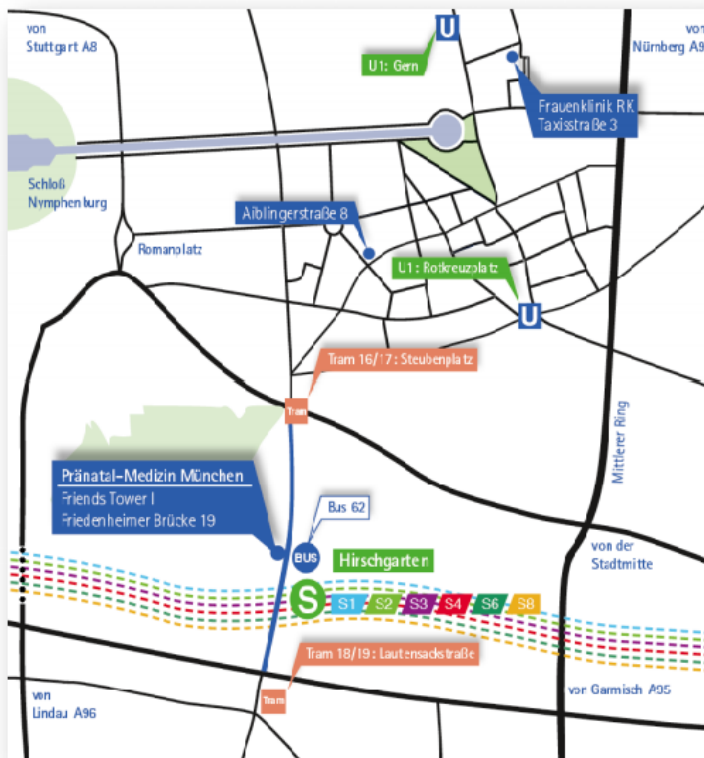 von
Stuttgart A8
U
U1: Gern
von
Nürnberg A9
Frauenklinik RK
Taxisstraße 3
Schloß
Nymphenburg
Aiblingerstraße 8
Romanplatz
U1: Rotkreuzplatz
U
Tram 16/17: Steubenplatz
Tram
Mittlerer Ring
Pränatal-Medizin München
Friends Tower I
Friedenheimer Brücke 19
Bus 62
BUS
Hirschgarten
von der
Stadtmitte
S
S1
S2
S3
S4
S6
S8
Tram 18/19: Lautensackstraße
Tram
von
Lindau A96
von Garmisch A95